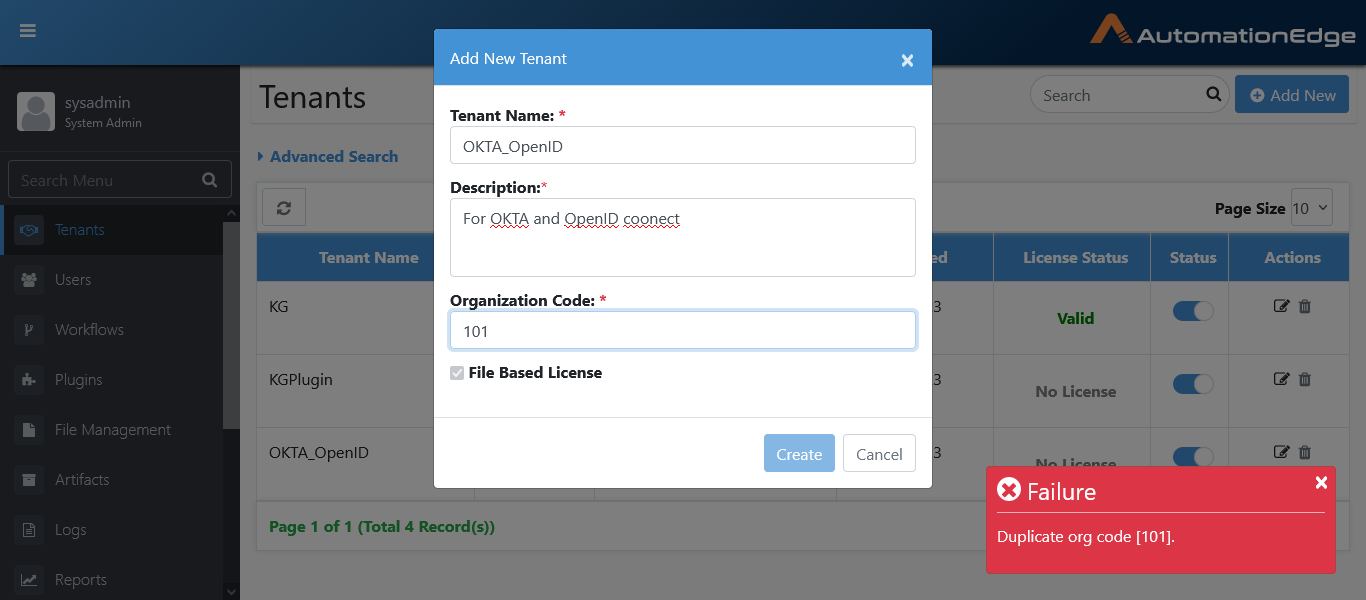 AutomationEdge
sysadmin
System Admin
Search Menu
Tenants
Users
Workflows
Plugins
File Management
Artifacts
Logs
Reports
Tenants
Search
Add New
Advanced Search
Page Size 10
Tenant Name
ed
License Status
Status
Actions
KG
3
Valid
KGPlugin
3
No License
OKTA_OpenID
3
No License
Page 1 of 1 (Total 4 Record(s))
Add New Tenant
×
Tenant Name: *
OKTA_OpenID
Description:*
For OKTA and OpenID coonect
Organization Code: *
101
File Based License
Create
Cancel
Failure
×
Duplicate org code [101].